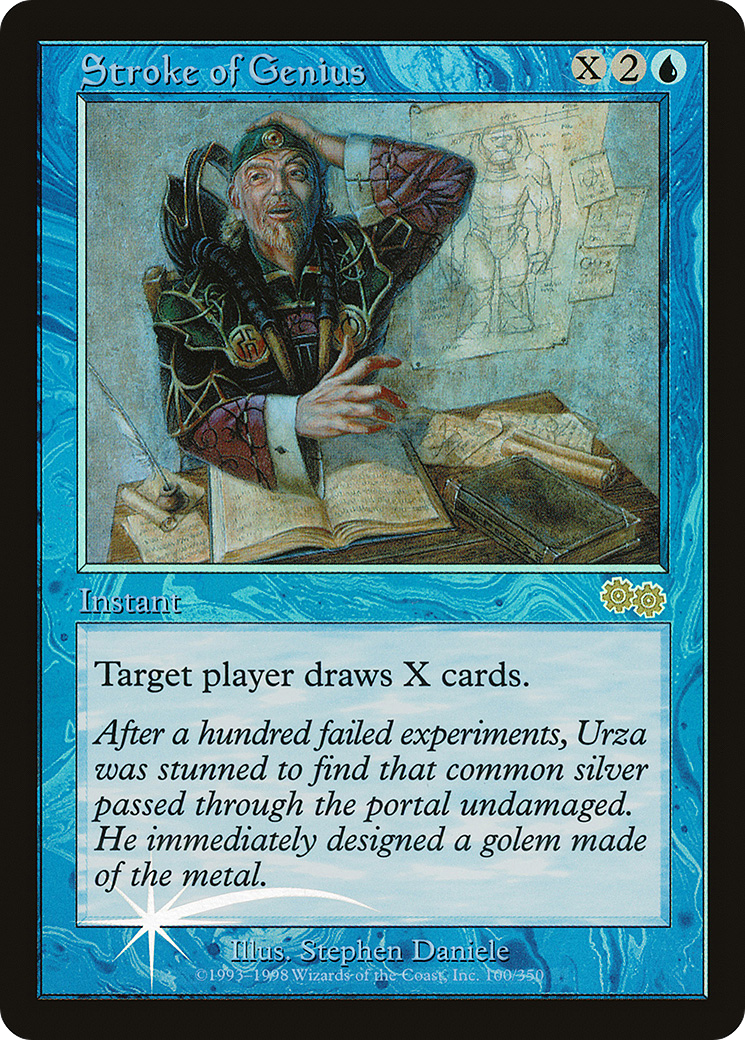 Stroke of Genius
X2
Instant
Target player draws X cards.
After a hundred failed experiments, Urza
was stunned to find that common silver
passed through the portal undamaged.
He immediately designed a golem made
of the metal.
Illus. Stephen Daniele
©1993–1998 Wizards of the Coast, Inc. 100/350